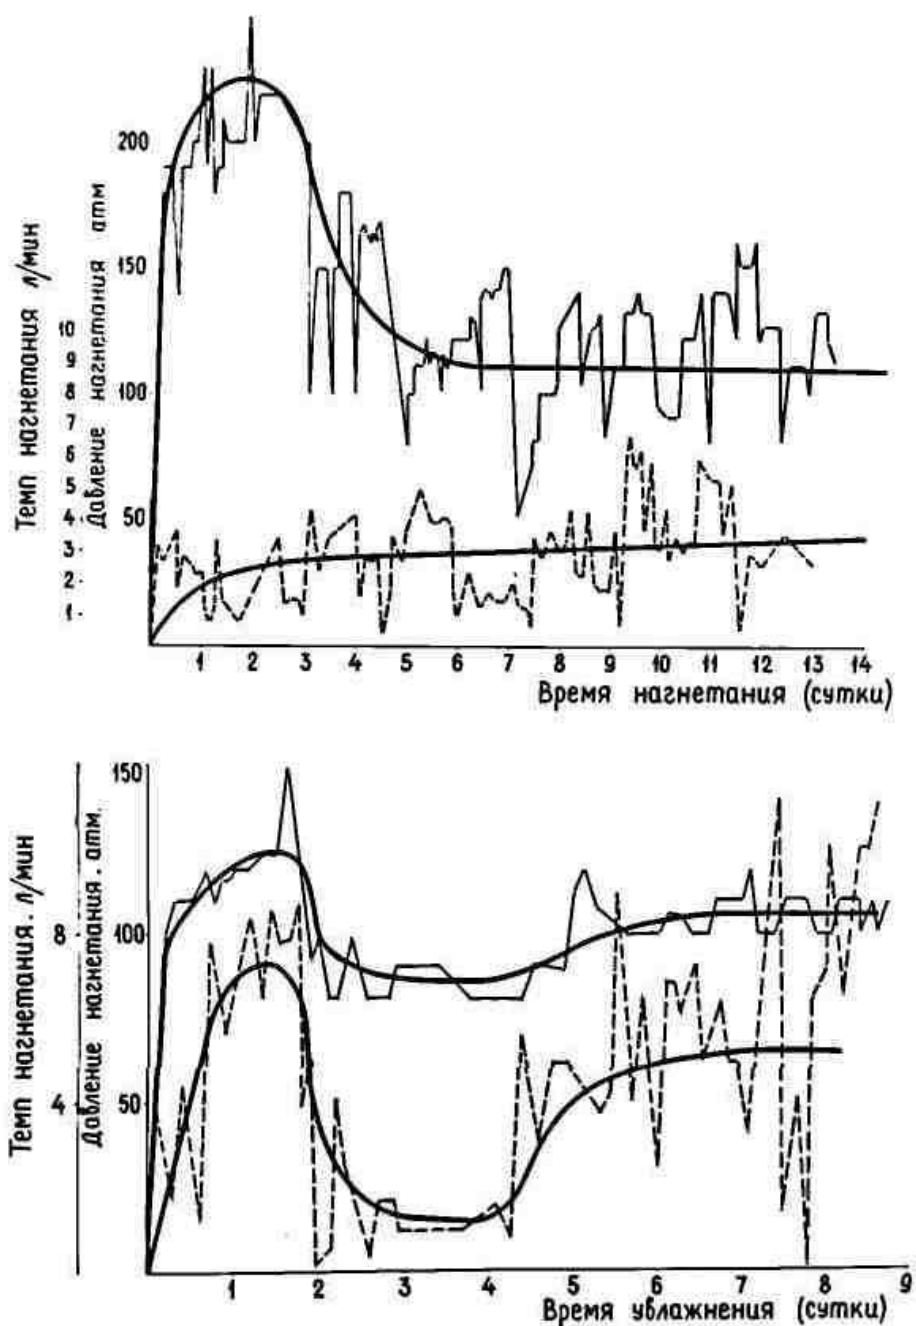 Темп нагнетания л/мин
Давление нагнетания атм
10
9
8
7
6
5
4
3
2
1
200
150
100
50
1 2 3 4 5 6 7 8 9 10 11 12 13 14
Время нагнетания (сутки)
Темп нагнетания. л/мин
Давление нагнетания. атм.
8
4
150
100
50
1 2 3 4 5 6 7 8 9
Время увлажнения (сутки)